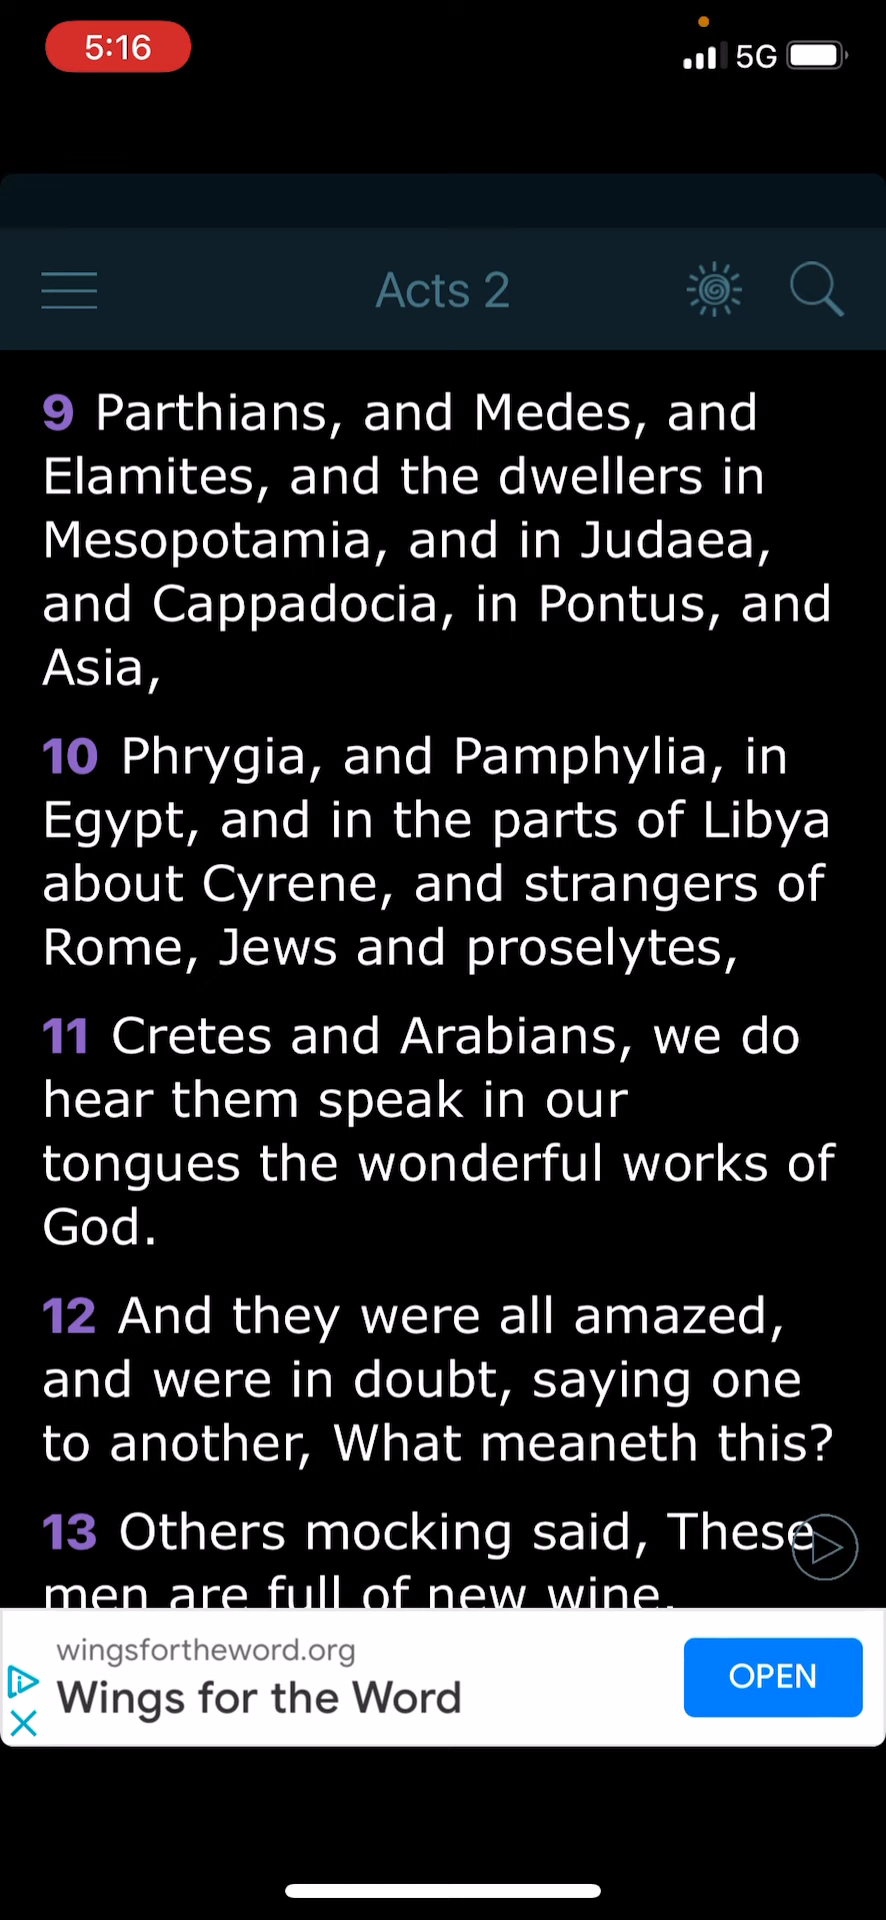 5:16
5G
Acts 2
9 Parthians, and Medes, and
Elamites, and the dwellers in
Mesopotamia, and in Judaea,
and Cappadocia, in Pontus, and
Asia,
10 Phrygia, and Pamphylia, in
Egypt, and in the parts of Libya
about Cyrene, and strangers of
Rome, Jews and proselytes,
11 Cretes and Arabians, we do
hear them speak in our
tongues the wonderful works of
God.
12 And they were all amazed,
and were in doubt, saying one
to another, What meaneth this?
13 Others mocking said, These
men are full of new wine.
wingsfortheword.org
Wings for the Word
OPEN